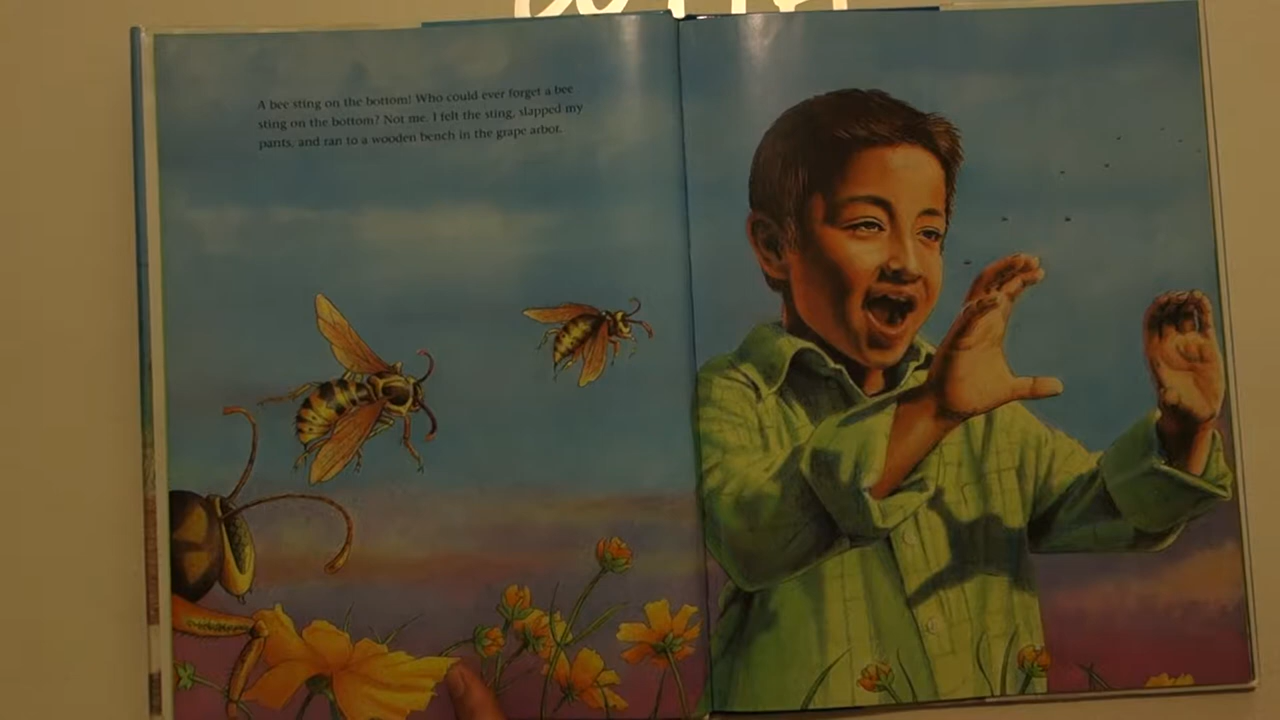 A bee sting on the bottom! Who could ever forget a bee
sting on the bottom? Not me. I felt the sting, slapped my
pants, and ran to a wooden bench in the grape arbor.